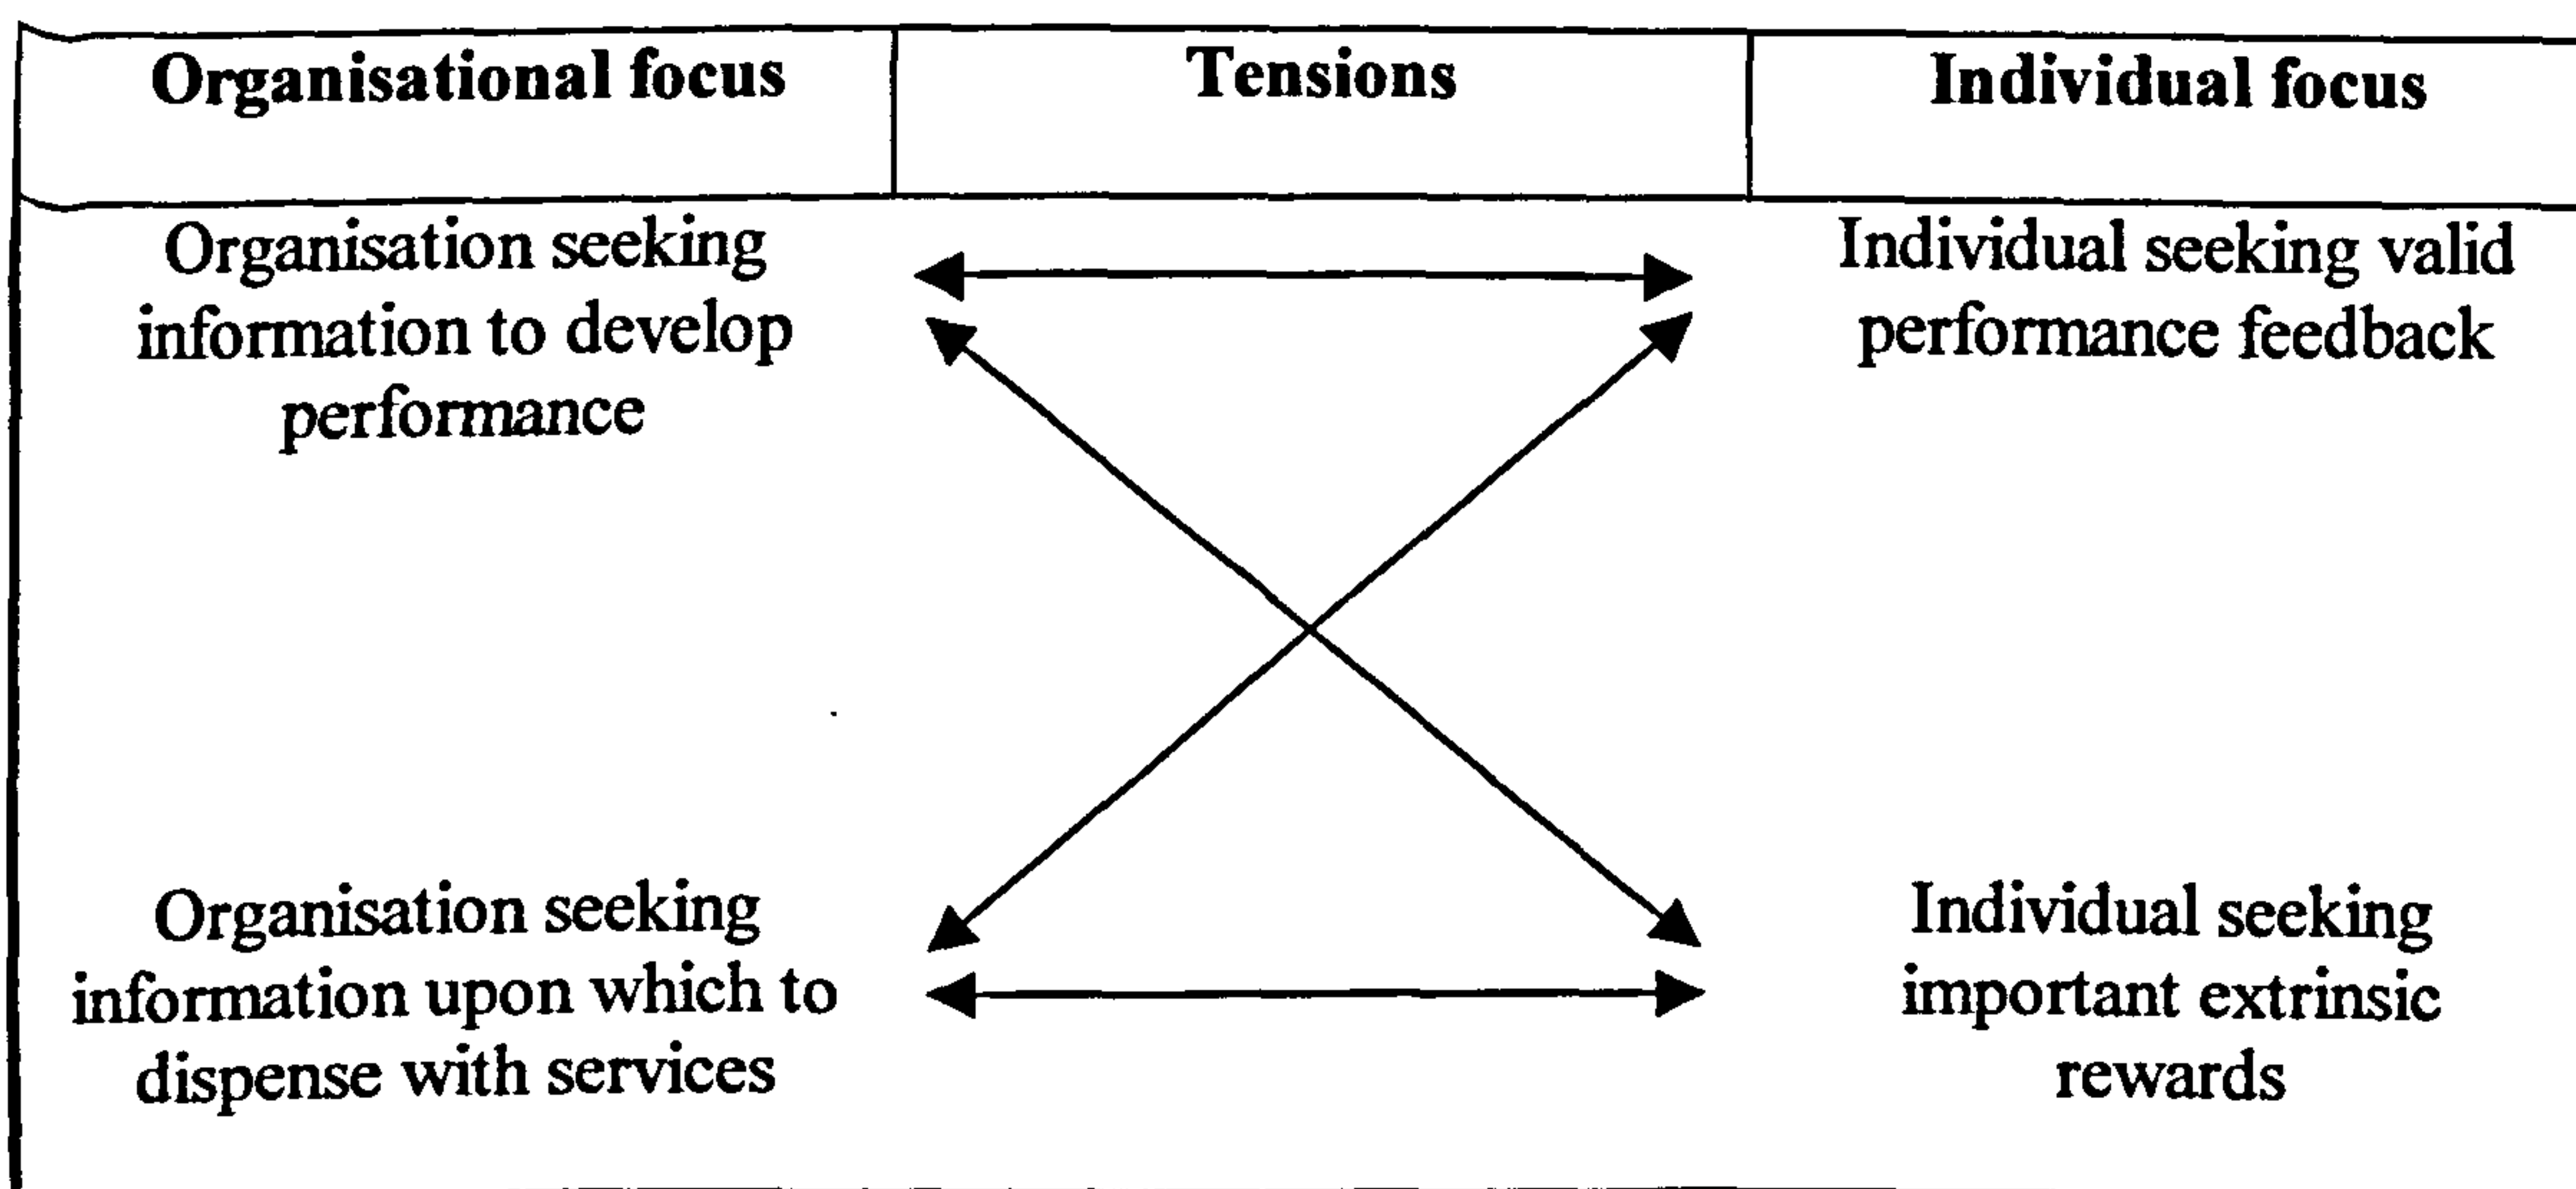 Organisational focus
Tensions
Individual focus
Organisation seeking
information to develop
performance
Individual seeking valid
performance feedback
Organisation seeking
information upon which to
dispense with services
Individual seeking
important extrinsic
rewards